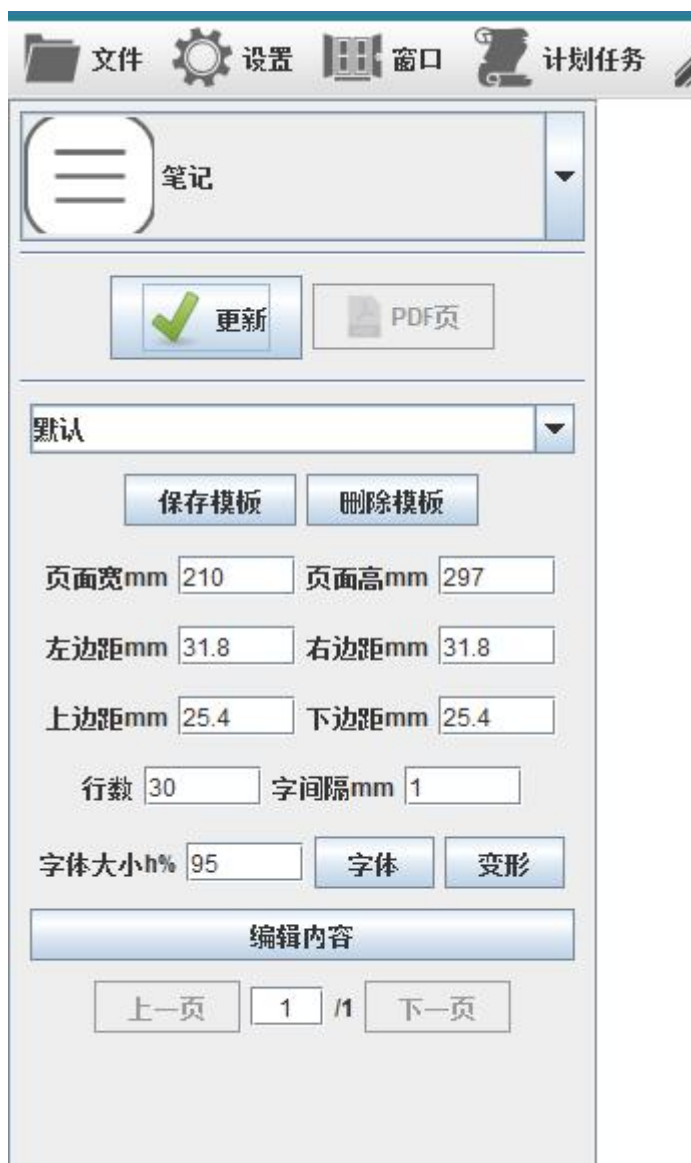 文件 设置 窗口 计划任务
笔记
更新 PDF页
默认
保存模板 删除模板
页面宽mm 210 页面高mm 297
左边距mm 31.8 右边距mm 31.8
上边距mm 25.4 下边距mm 25.4
行数 30 字间隔mm 1
字体大小h% 95 字体 变形
编辑内容
上一页 1 /1 下一页